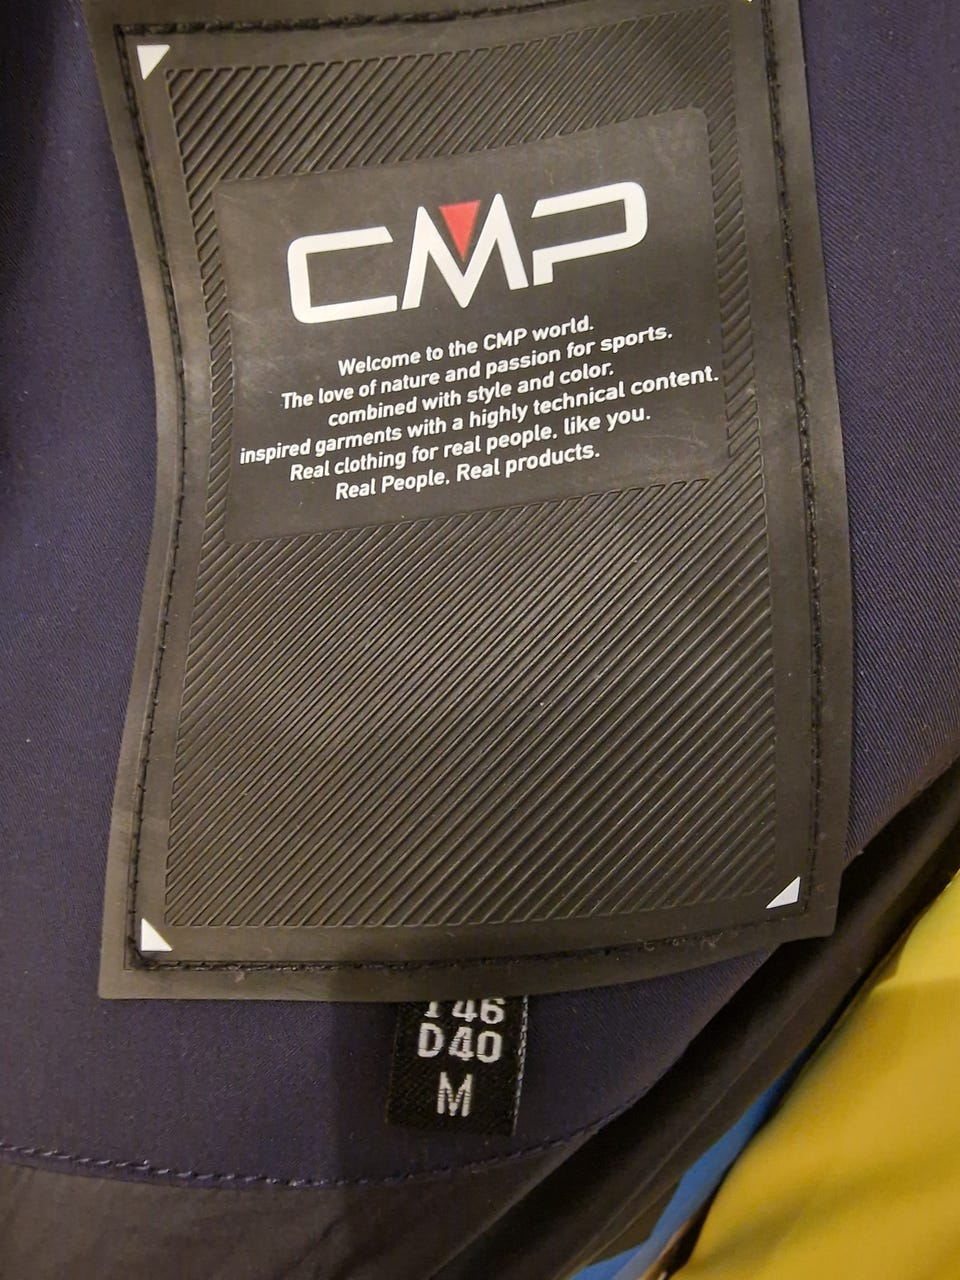 CMP
Welcome to the CMP world.
The love of nature and passion for sports.
combined with style and color.
inspired garments with a highly technical content.
Real clothing for real people, like you.
Real People, Real products.
46
D40
M